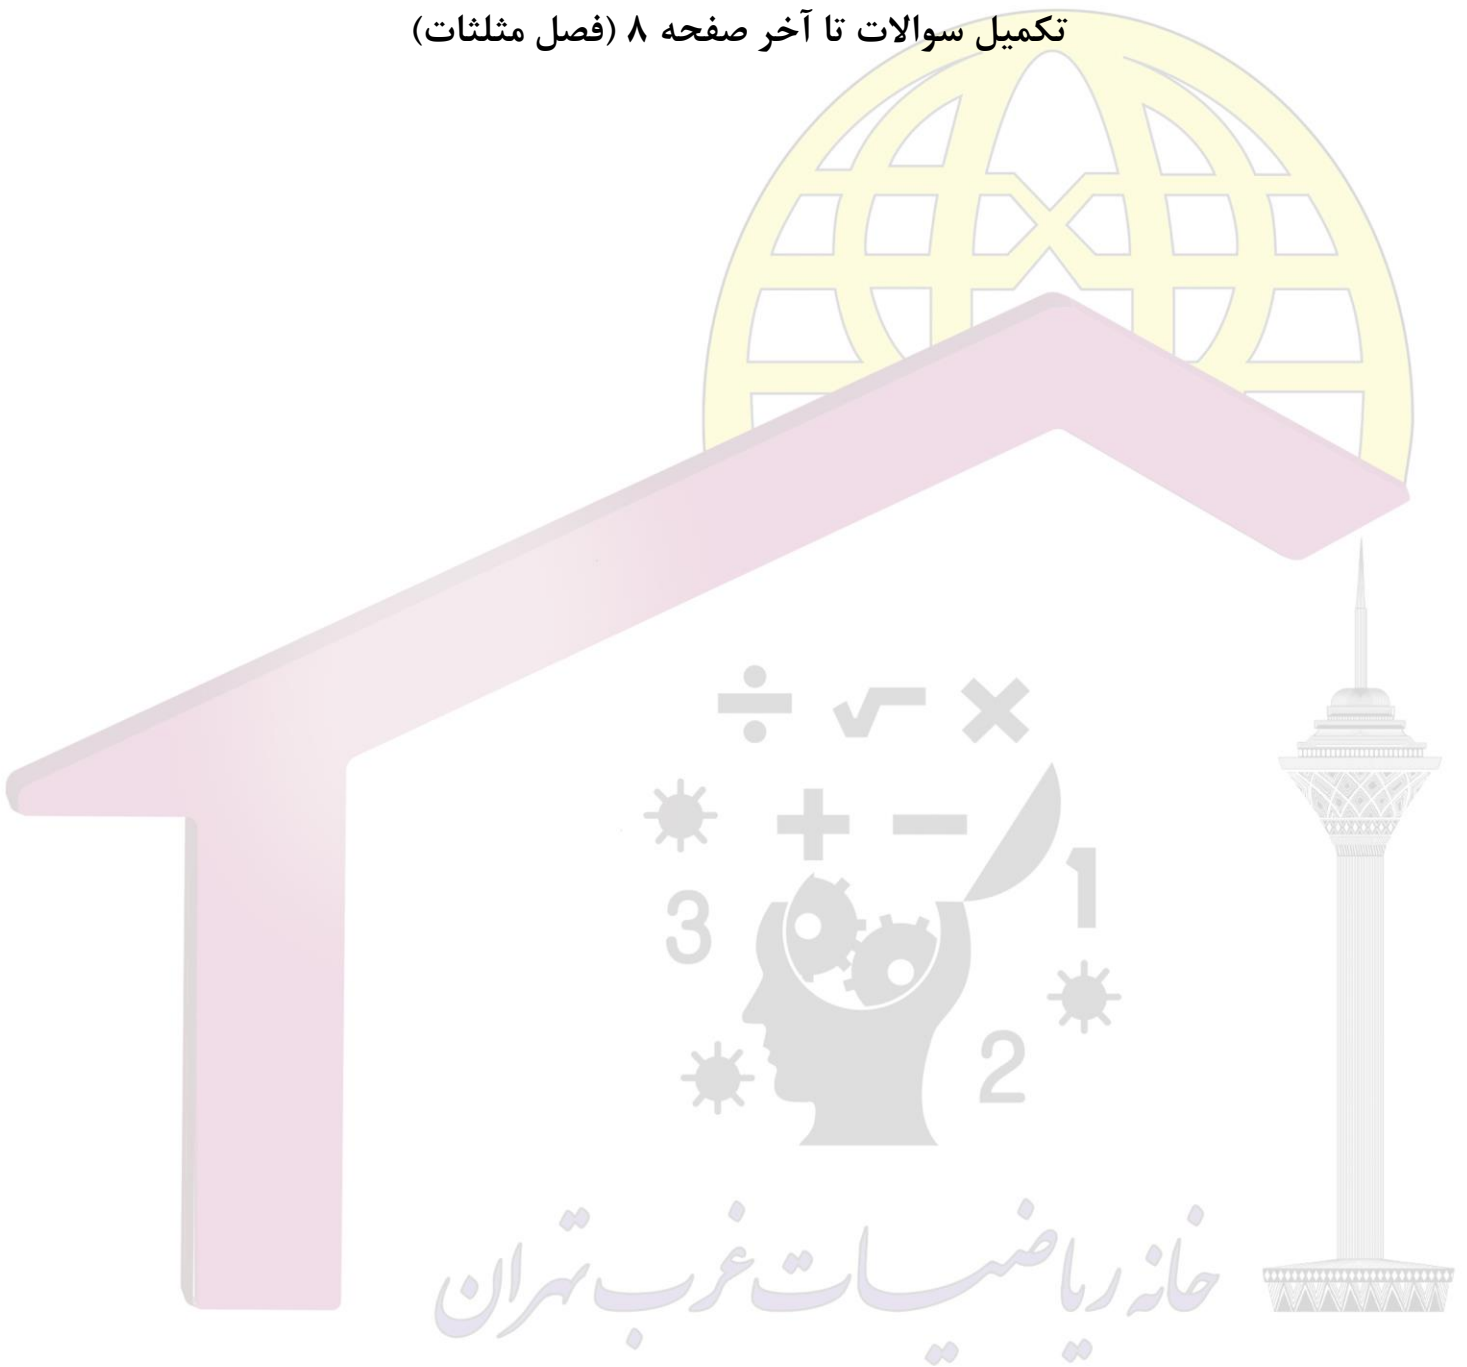 تکمیل سوالات تا آخر صفحه ۸ (فصل مثلثات)
3
1
2
خانه ریاضیات غرب تهران